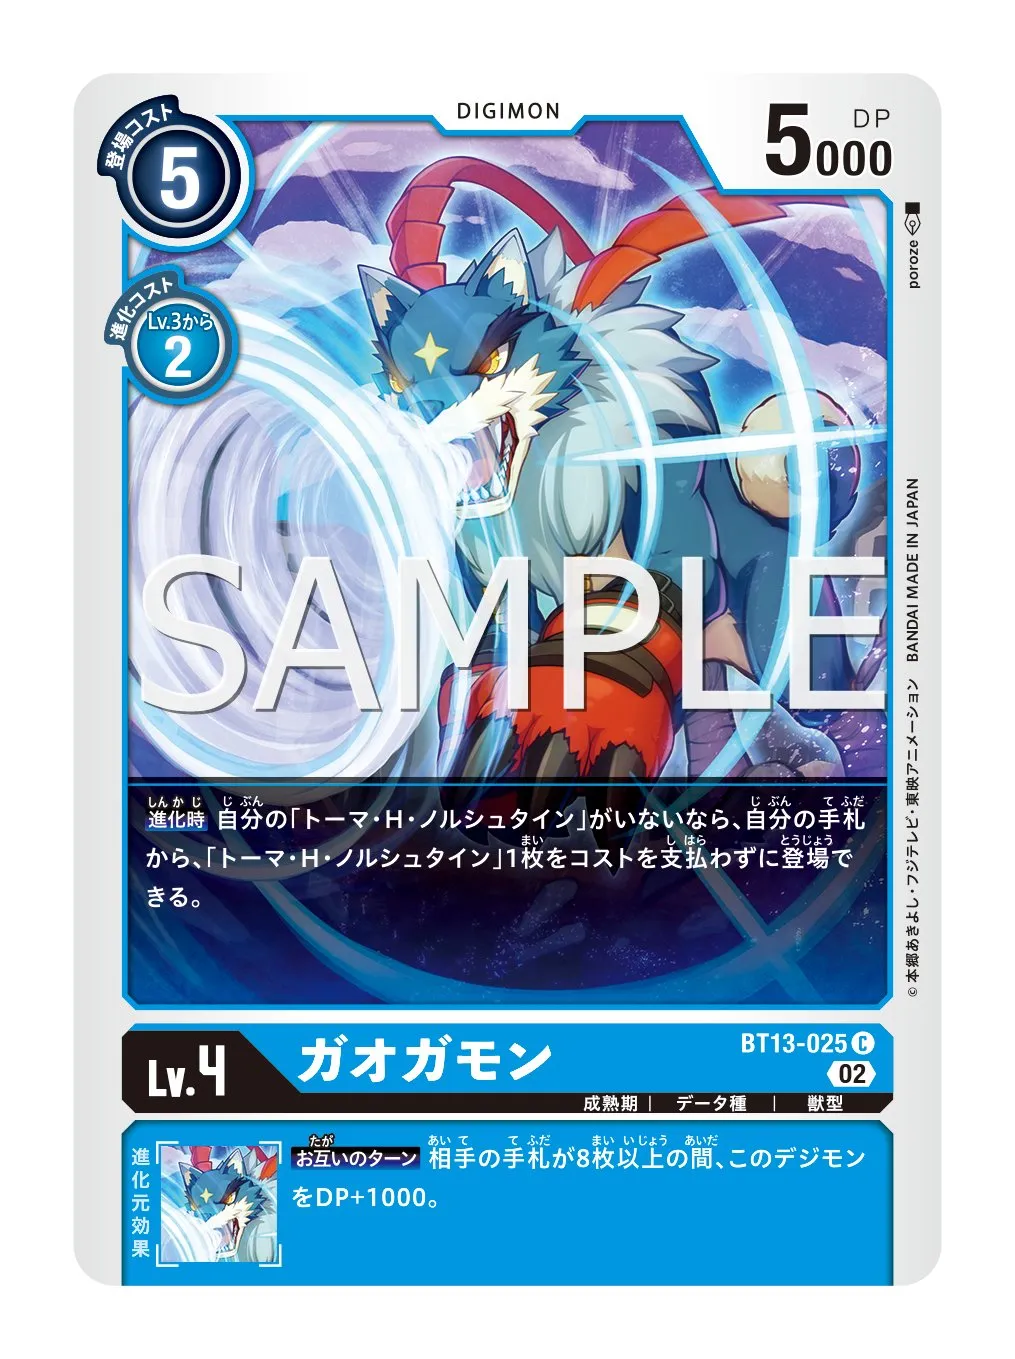 DIGIMON
登場コスト
5
5000
DP
進化コスト
Lv.3から
2
poroze
BANDAI MADE IN JAPAN
© 本郷あきよし・フジテレビ・東映アニメーション
SAMPLE
進化時 自分の「トーマ・H・ノルシュタイン」がいないなら、自分の手札
から、「トーマ・H・ノルシュタイン」1枚をコストを支払わずに登場で
きる。
Lv.4
ガオガモン
BT13-025 C
02
成熟期 | データ種 | 獣型
進化元効果
お互いのターン 相手の手札が8枚以上の間、このデジモン
をDP+1000。